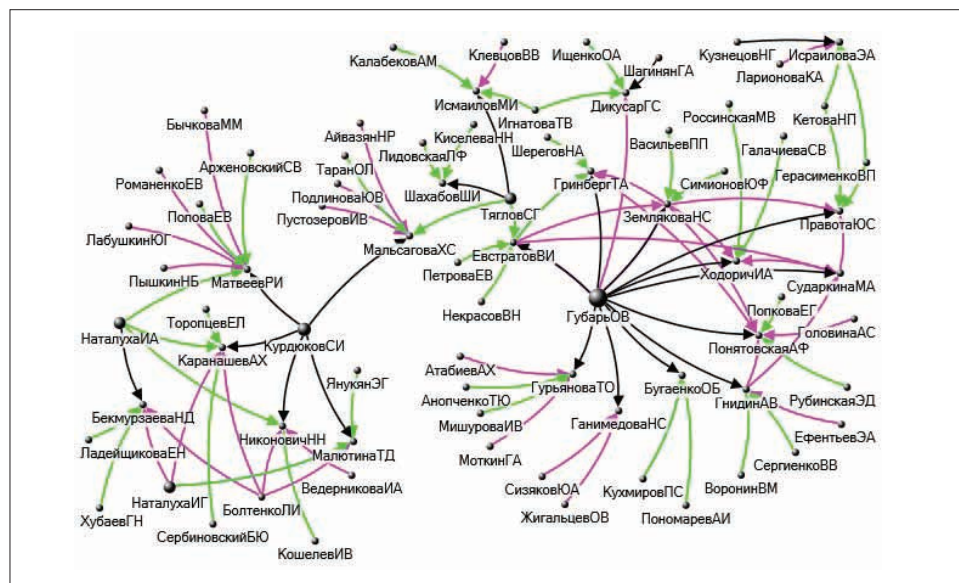 КузнецовНГ
ИсраиловаЭА
КлевцовВВ
ИщенкоОА
КалабековАМ
ШагинянГА
ЛарионоваКА
ИсмаиловМИ
ДикусарГС
БычковаММ
ИгнатоваТВ
РоссинскаяМВ
КетоваНП
АйвазянНР
КиселеваНН
ВасильевПП
ГалачиеваСВ
ЛидовскаяЛФ
ШереговНА
АрженовскийСВ
ТаранОЛ
ГерасименкоВП
ГринбергТА
СимионовЮФ
РоманенкоЕВ
ШахабовШИ
ПодлиноваЮВ
ПоповаЕВ
ТягловСГ
ЗемляковаНС
ПустозеровИВ
ПравотаЮС
ЛабушкинЮГ
МальсаговаХС
ЕвстратовВИ
ПетроваЕВ
ХодоричИА
ПышкинНБ
МатвеевРИ
СударкинаМА
НекрасовВН
ПопковаЕГ
ГубарьОВ
ТоропцевЕЛ
НаталухаИА
КурдюковСИ
ГоловинаАС
КаранашевАХ
ПонятовскаяАФ
АтабиевАХ
ЯнукянЭГ
ГурьяноваТО
БугаенкоОБ
АнопченкоТЮ
ГнидинАВ
РубинскаяЭД
БекмурзаеваНД
МишуроваИВ
ГанимедоваНС
НиконовичНН
МалютинаТД
ЕфентьевЭА
ЛадейщиковаЕН
МоткинГА
СергиенкоВВ
ВедерниковаИА
СизяковЮА
КухмировПС
ВоронинВМ
НаталухаИГ
БолтенкоЛИ
ХубаевГН
ЖигальцевОВ
ПономаревАИ
СербиновскийБЮ
КошелевИВ